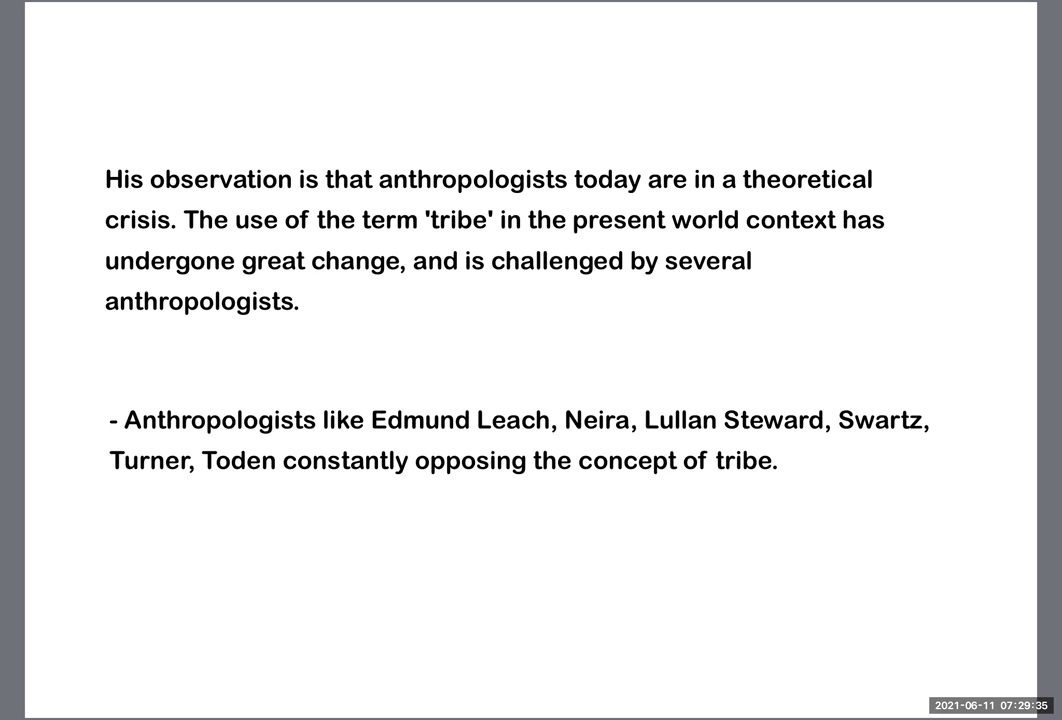 His observation is that anthropologists today are in a theoretical
crisis. The use of the term 'tribe' in the present world context has
undergone great change, and is challenged by several
anthropologists.
- Anthropologists like Edmund Leach, Neira, Lullan Steward, Swartz,
Turner, Toden constantly opposing the concept of tribe.
2021-06-11 07:29:35